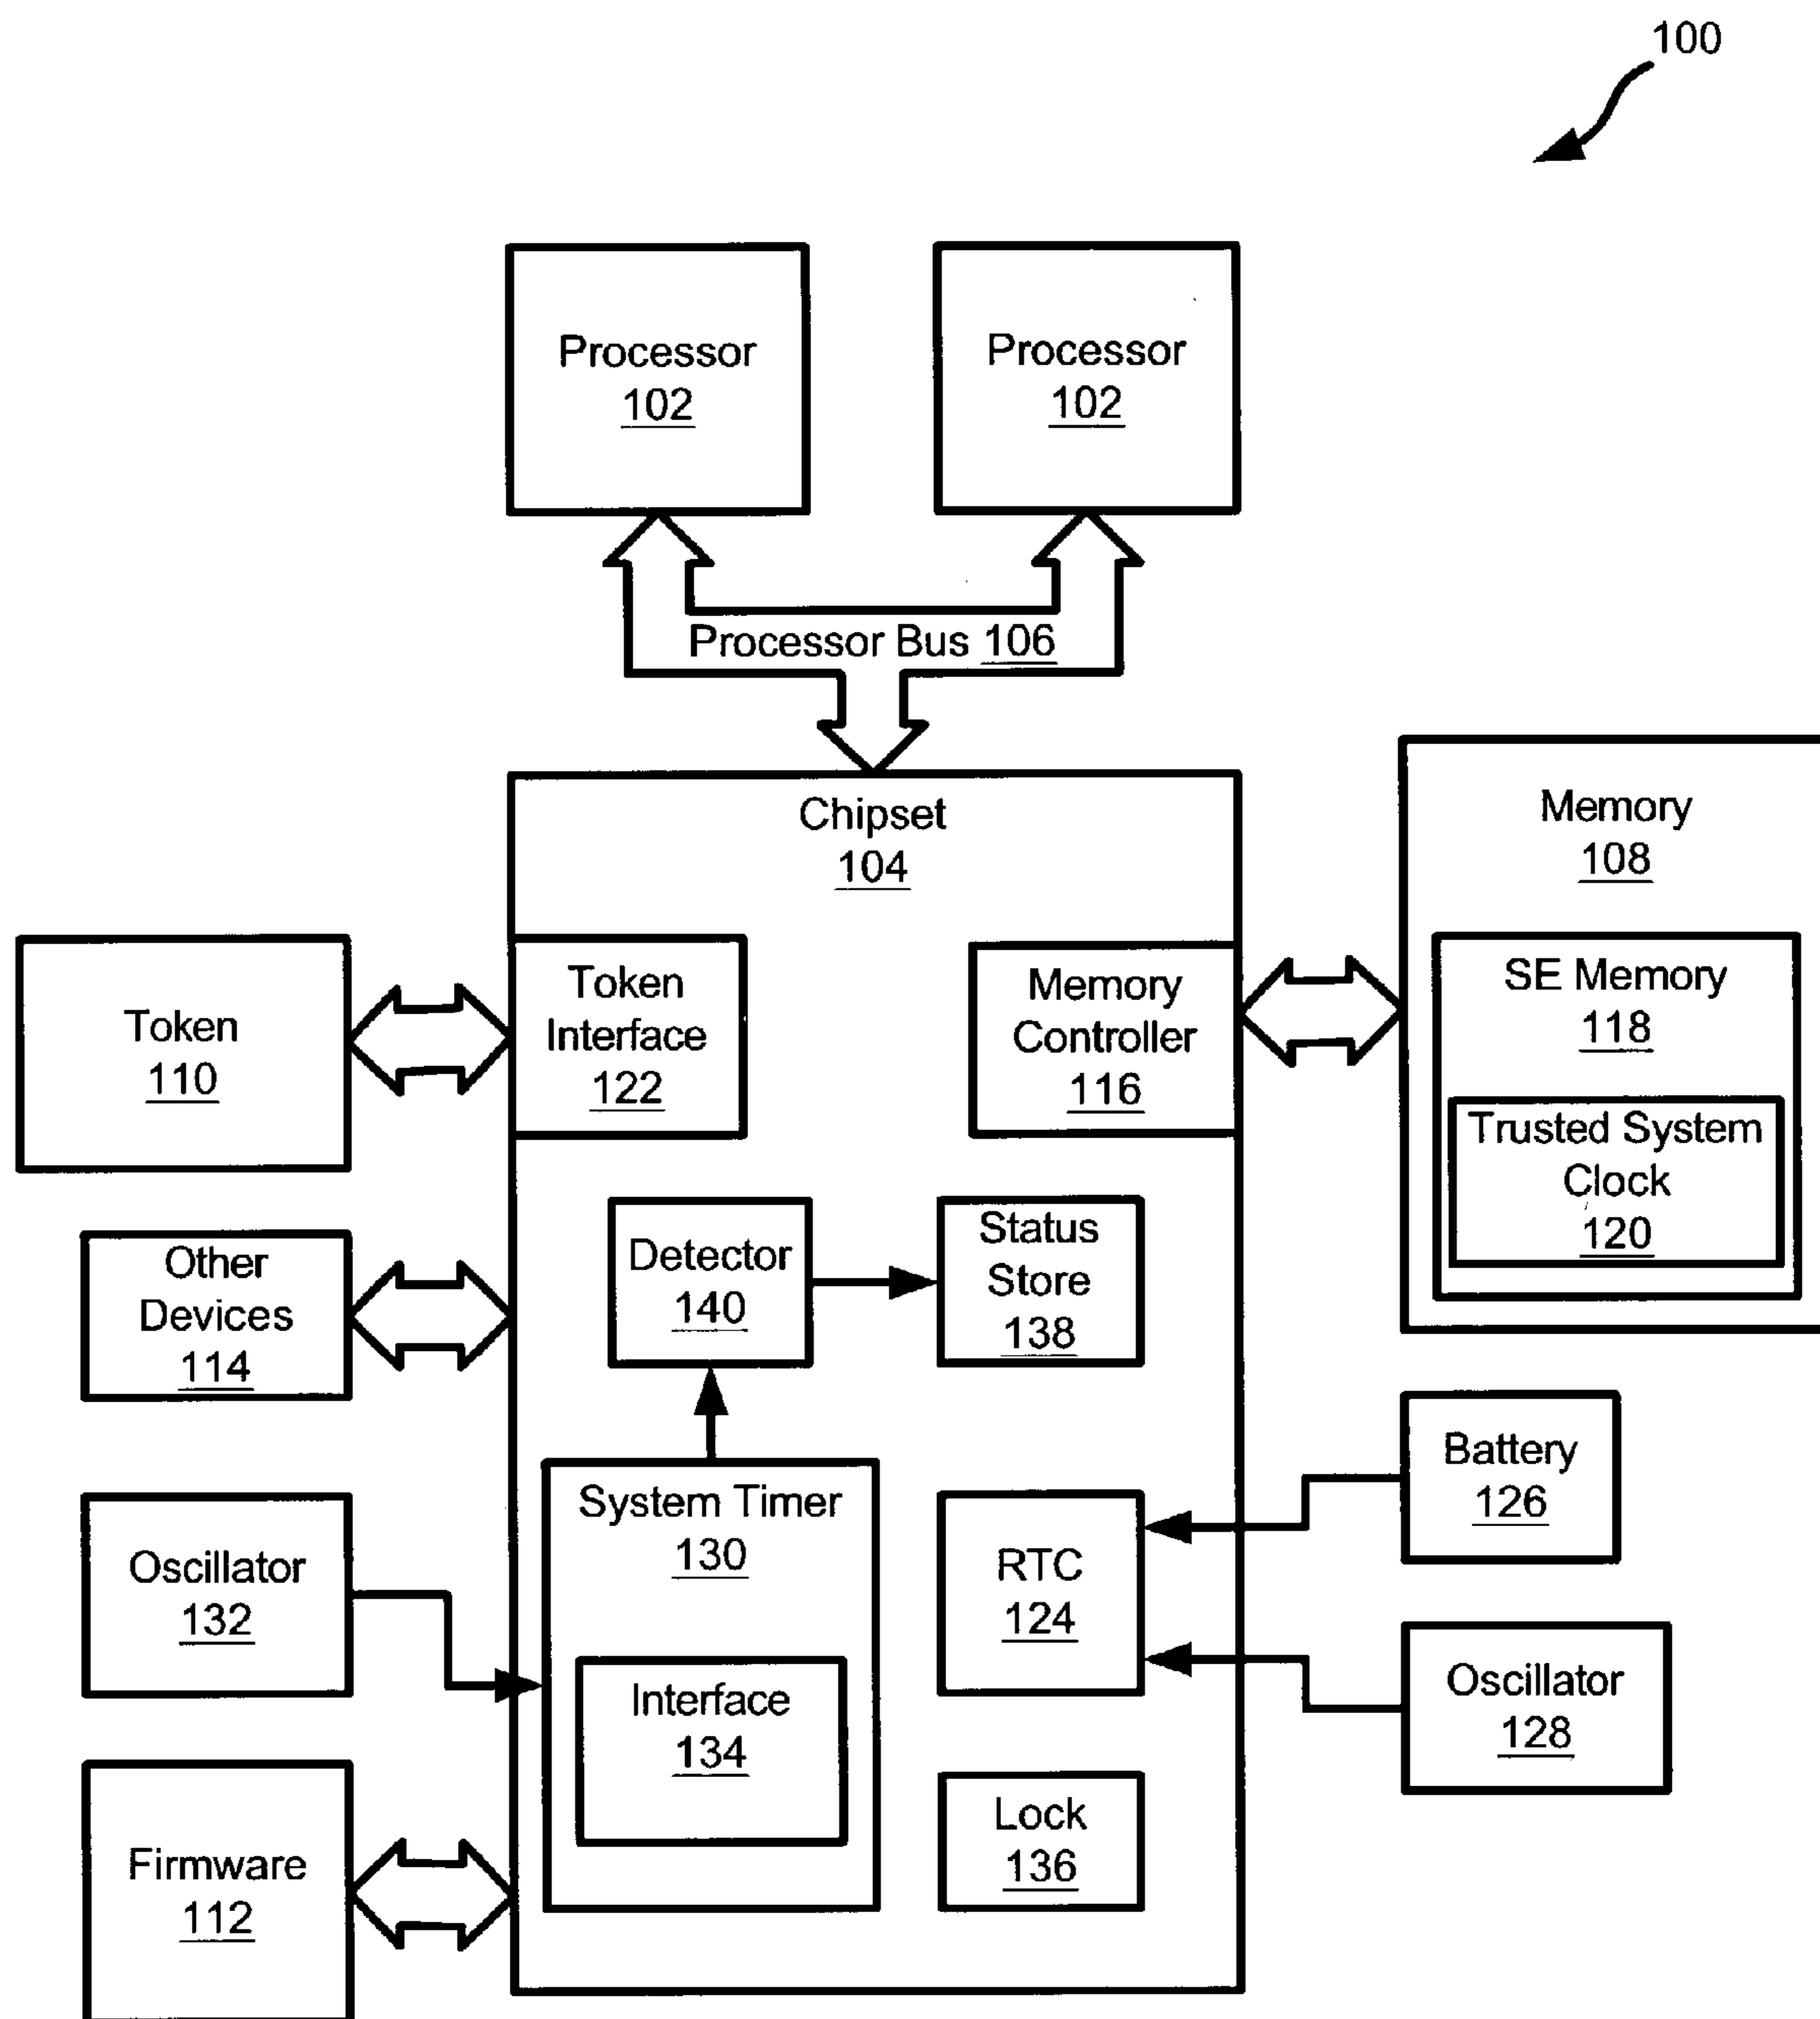 100
Processor
102
Processor
102
Processor Bus 106
Chipset
104
Memory
108
Token
110
Token
Interface
122
Memory
Controller
116
SE Memory
118
Trusted System
Clock
120
Other
Devices
114
Detector
140
Status
Store
138
Battery
126
System Timer
130
Oscillator
132
RTC
124
Interface
134
Oscillator
128
Lock
136
Firmware
112